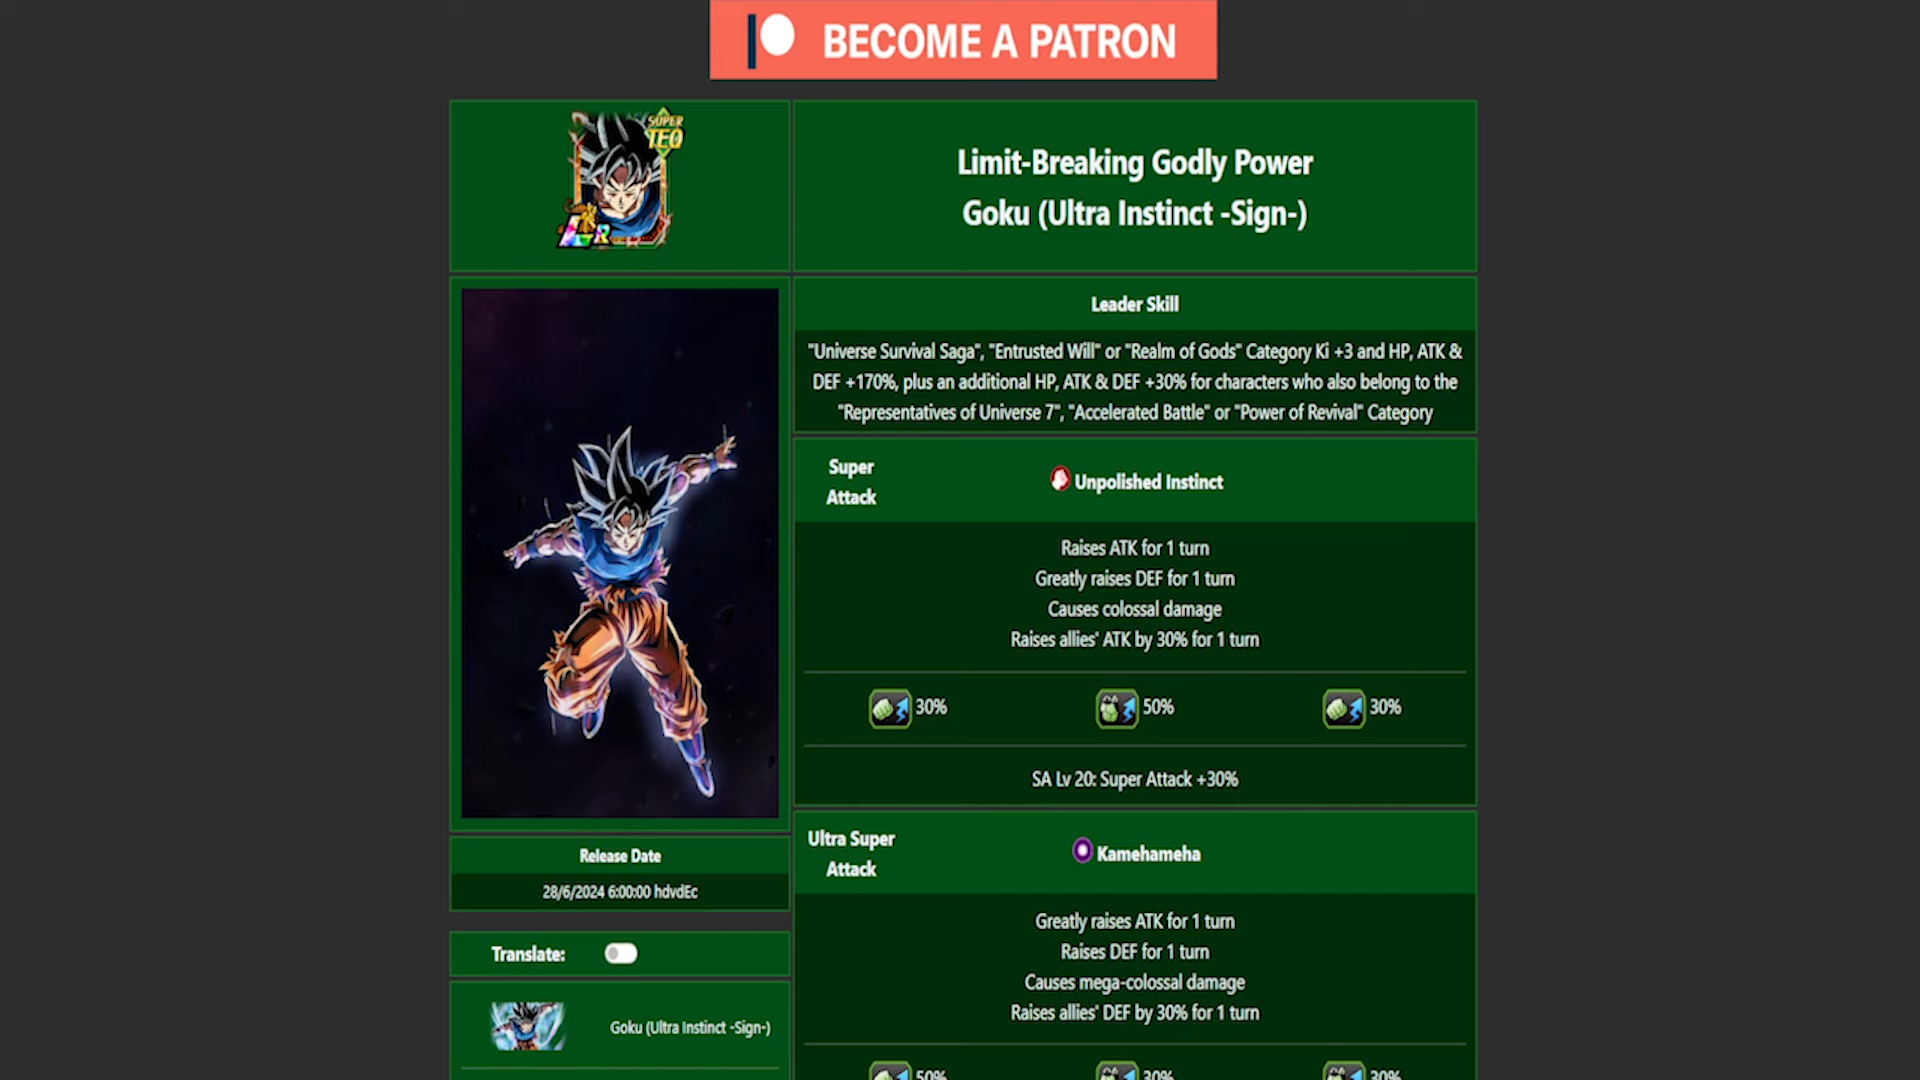 BECOME A PATRON
SUPER
TEQ
LR
Limit-Breaking Godly Power
Goku (Ultra Instinct -Sign-)
Leader Skill
"Universe Survival Saga", "Entrusted Will" or "Realm of Gods" Category Ki +3 and HP, ATK &
DEF +170%, plus an additional HP, ATK & DEF +30% for characters who also belong to the
"Representatives of Universe 7", "Accelerated Battle" or "Power of Revival" Category
Super
Attack
Unpolished Instinct
Raises ATK for 1 turn
Greatly raises DEF for 1 turn
Causes colossal damage
Raises allies' ATK by 30% for 1 turn
30%
50%
30%
SA Lv 20: Super Attack +30%
Ultra Super
Attack
Kamehameha
Greatly raises ATK for 1 turn
Raises DEF for 1 turn
Causes mega-colossal damage
Raises allies' DEF by 30% for 1 turn
50%
30%
30%
Release Date
28/6/2024 6:00:00 hdvdEc
Translate:
Goku (Ultra Instinct -Sign-)